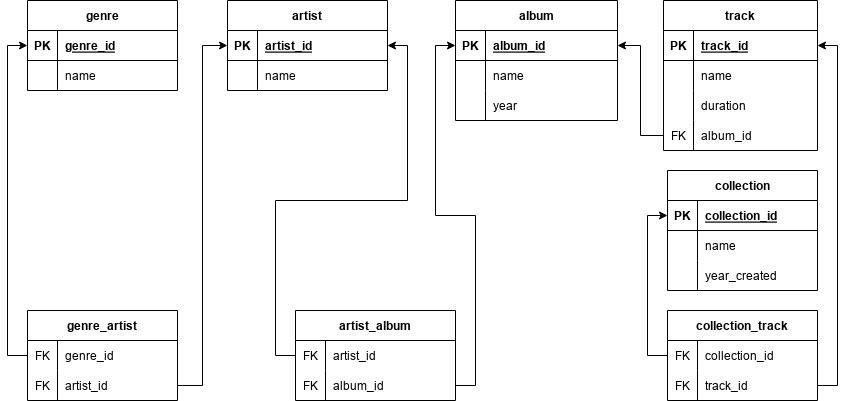 genre
PK genre_id
name
artist
PK artist_id
name
album
PK album_id
name
year
track
PK track_id
name
duration
FK album_id
collection
PK collection_id
name
year_created
genre_artist
FK genre_id
FK artist_id
artist_album
FK artist_id
FK album_id
collection_track
FK collection_id
FK track_id